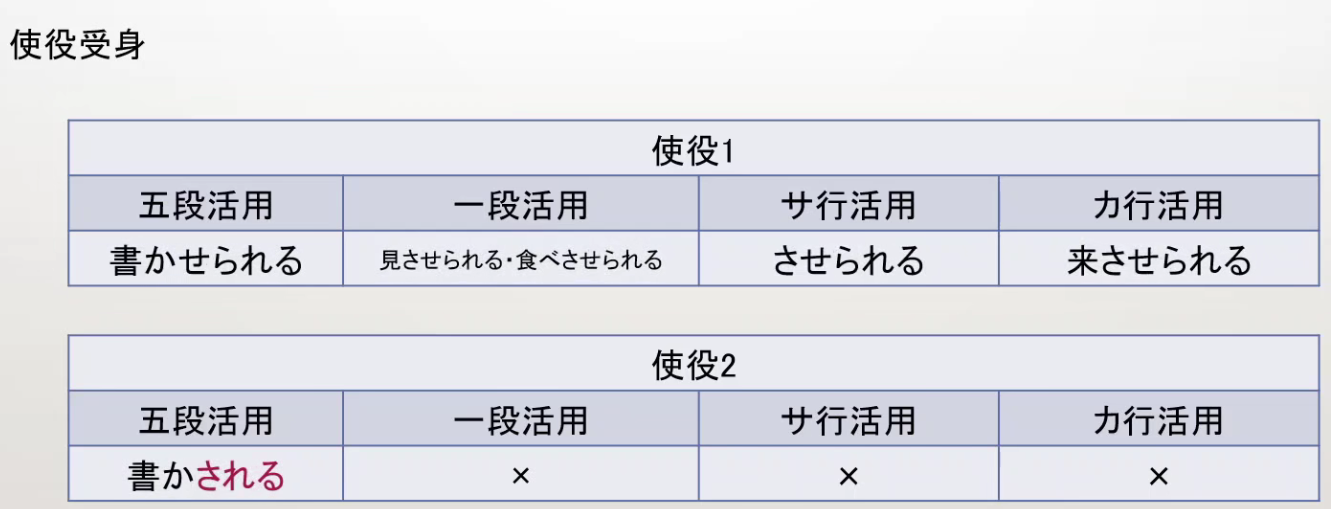 使役受身
使役1
五段活用 一段活用 サ行活用 カ行活用
書かせられる 見させられる・食べさせられる させられる 来させられる
使役2
五段活用 一段活用 サ行活用 カ行活用
書かされる × × ×